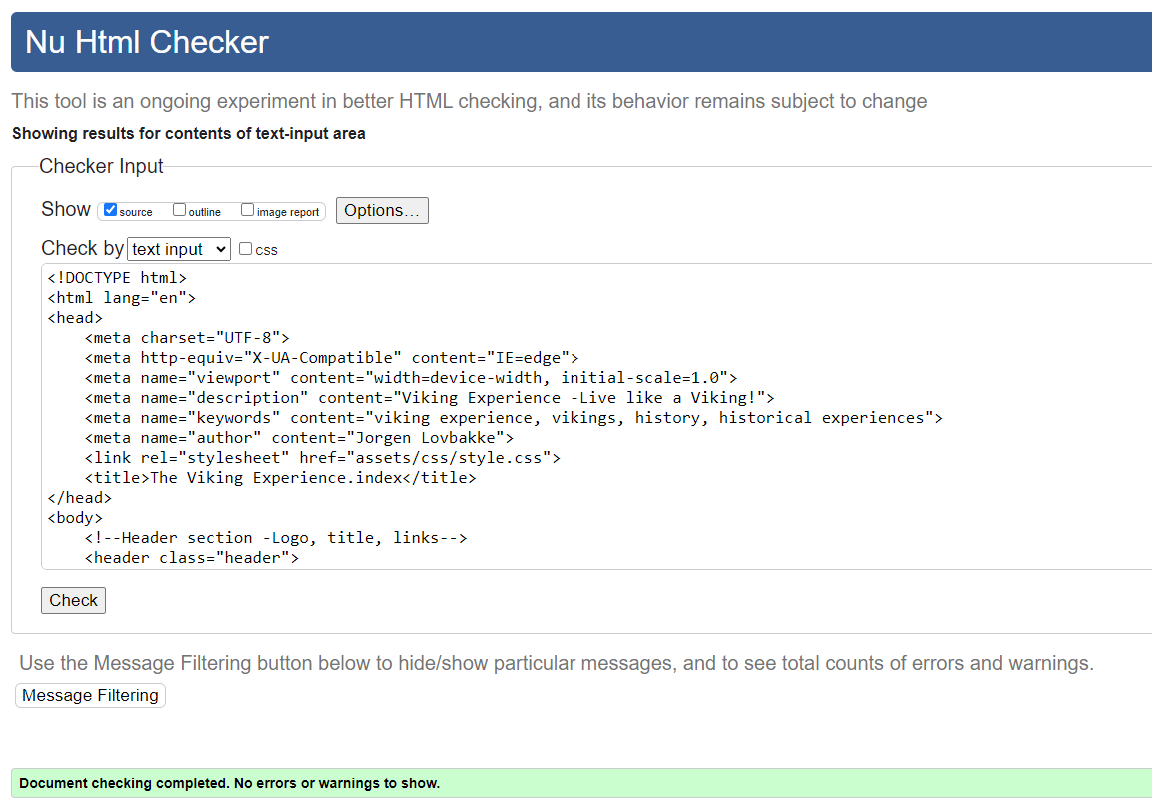 Nu Html Checker
This tool is an ongoing experiment in better HTML checking, and its behavior remains subject to change
Showing results for contents of text-input area
Checker Input
Show source outline image report Options...
Check by text input css
<!DOCTYPE html>
<html lang="en">
<head>
    <meta charset="UTF-8">
    <meta http-equiv="X-UA-Compatible" content="IE=edge">
    <meta name="viewport" content="width=device-width, initial-scale=1.0">
    <meta name="description" content="Viking Experience -Live like a Viking!">
    <meta name="keywords" content="viking experience, vikings, history, historical experiences">
    <meta name="author" content="Jorgen Lovbakke">
    <link rel="stylesheet" href="assets/css/style.css">
    <title>The Viking Experience.index</title>
</head>
<body>
    <!--Header section -Logo, title, links-->
    <header class="header">
Check
Use the Message Filtering button below to hide/show particular messages, and to see total counts of errors and warnings.
Message Filtering
Document checking completed. No errors or warnings to show.